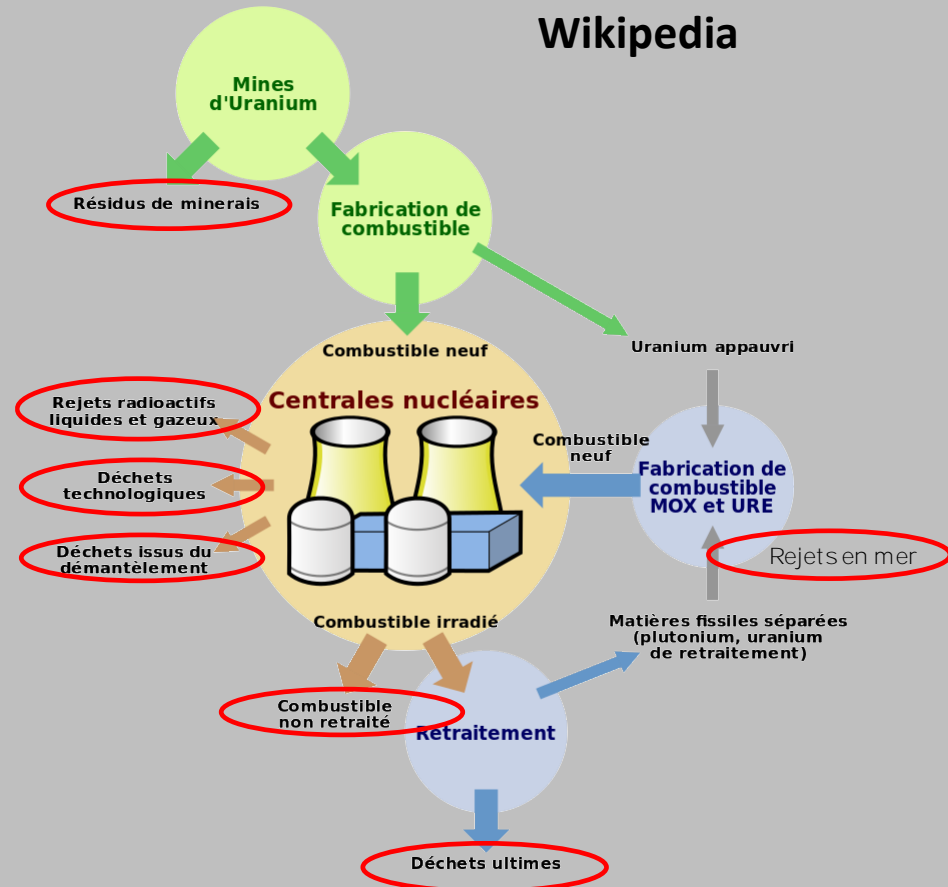 Wikipedia
Mines
d'Uranium
Résidus de minerais
Fabrication de
combustible
Combustible neuf
Uranium appauvri
Centrales nucléaires
Rejets radioactifs
liquides et gazeux
Combustible
neuf
Déchets
technologiques
Fabrication de
combustible
MOX et URE
Déchets issus du
démantèlement
Rejets en mer
Combustible irradié
Matières fissiles séparées
(plutonium, uranium
de retraitement)
Combustible
non retraité
Retraitement
Déchets ultimes